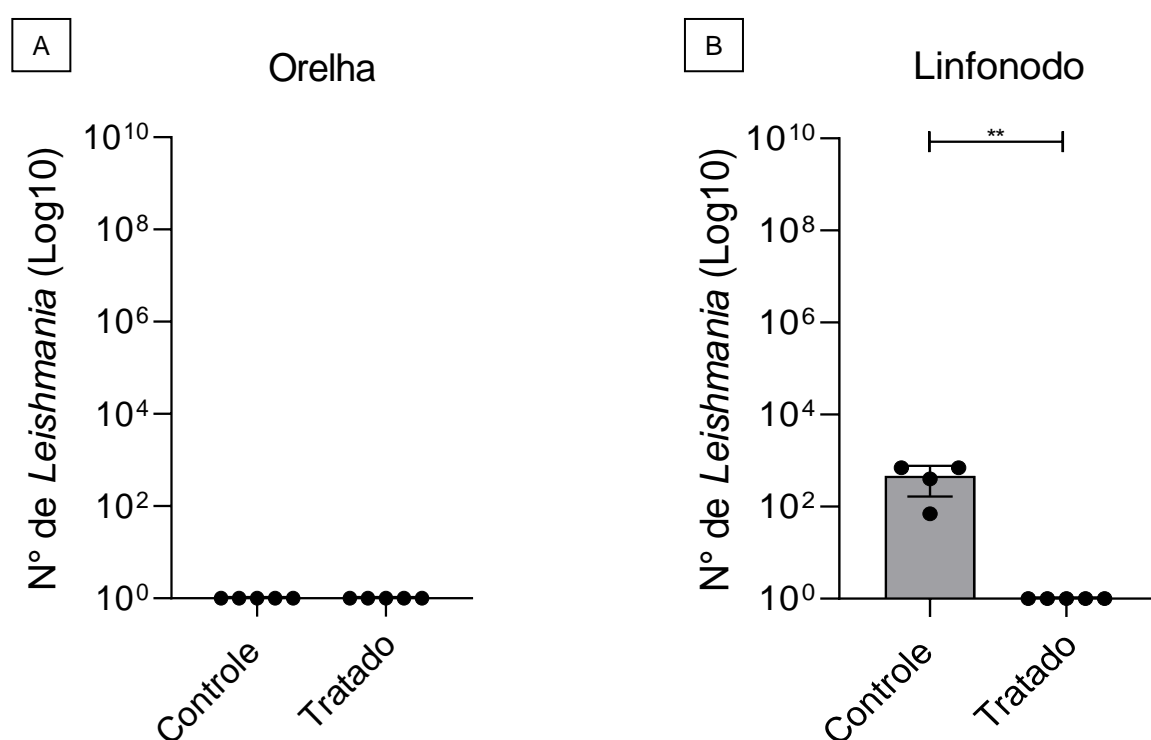 A
Orelha
N° de Leishmania (Log10)
10¹⁰
10⁸
10⁶
10⁴
10²
10⁰
Controle
Tratado
B
Linfonodo
N° de Leishmania (Log10)
10¹⁰
10⁸
10⁶
10⁴
10²
10⁰
**
Controle
Tratado